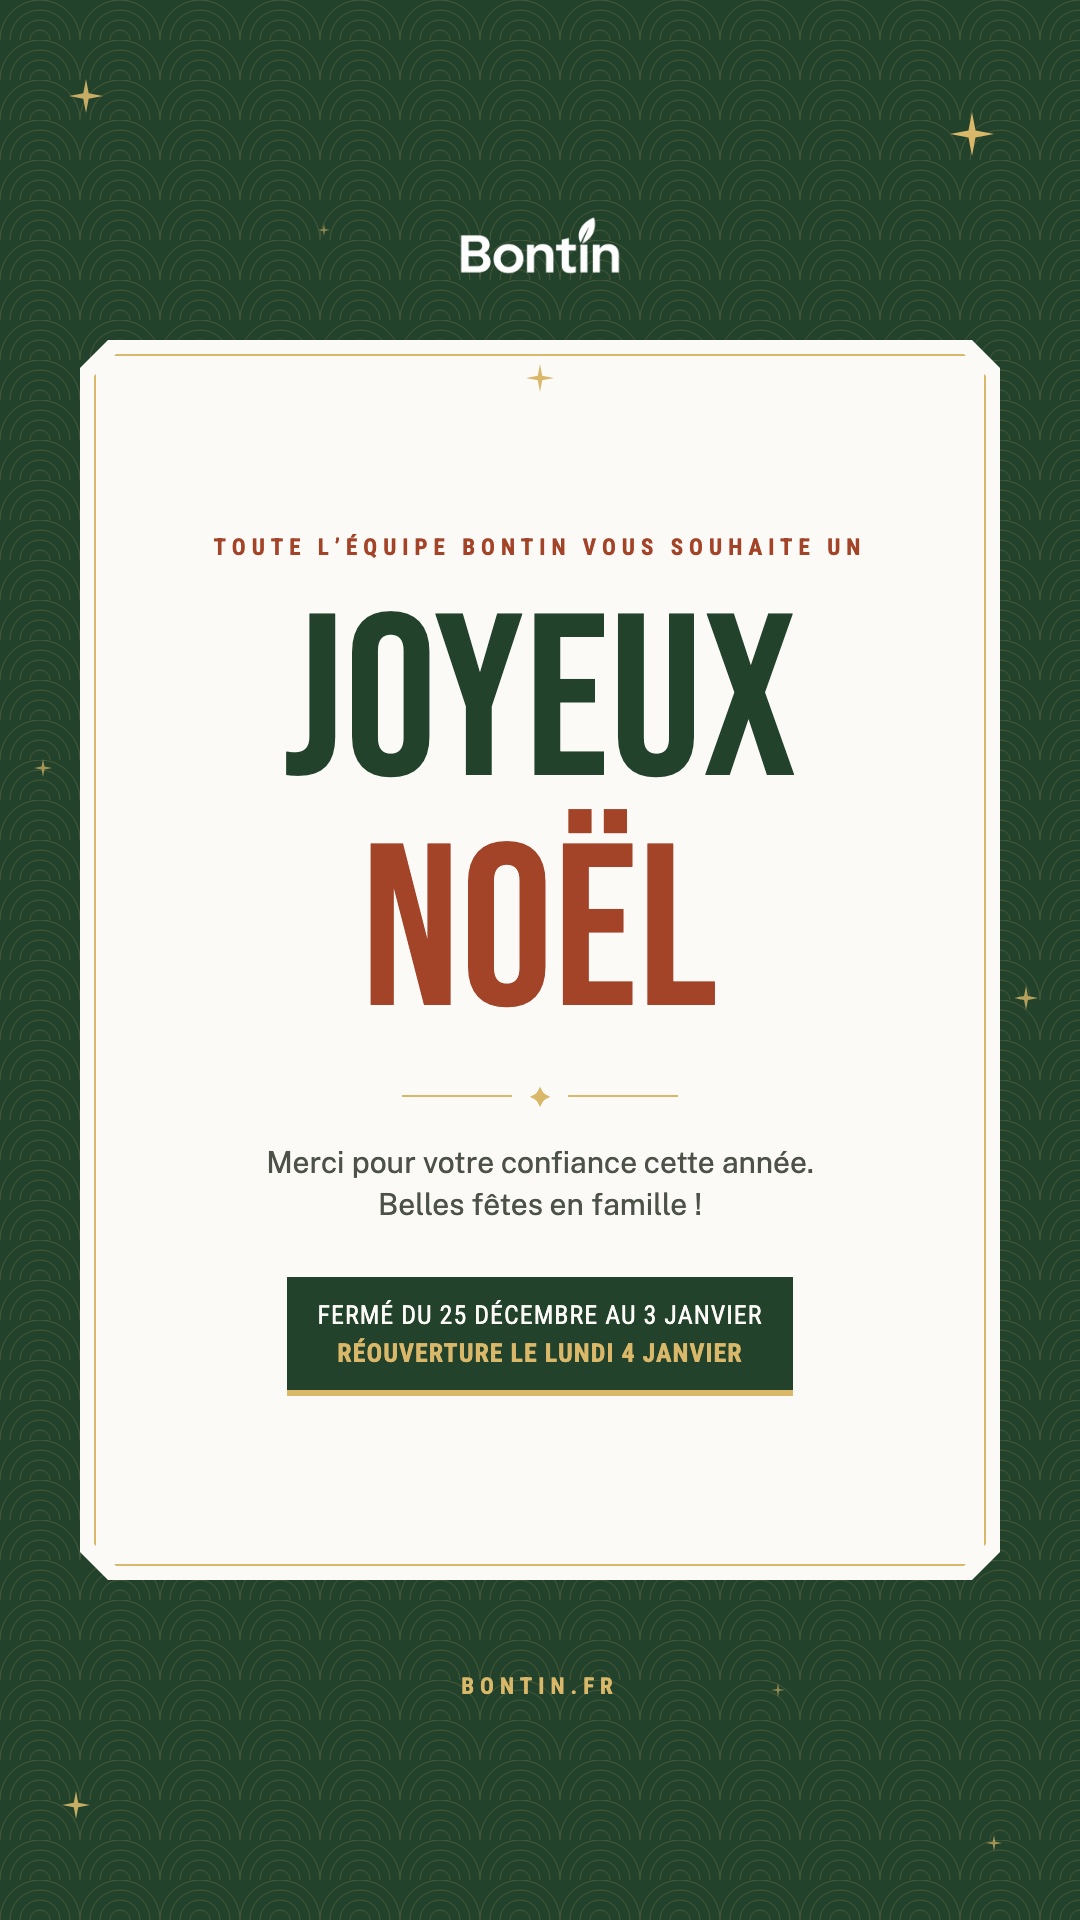 Bontin
TOUTE L’ÉQUIPE BONTIN VOUS SOUHAITE UN
JOYEUX
NOËL
Merci pour votre confiance cette année.
Belles fêtes en famille !
FERMÉ DU 25 DÉCEMBRE AU 3 JANVIER
RÉOUVERTURE LE LUNDI 4 JANVIER
BONTIN.FR